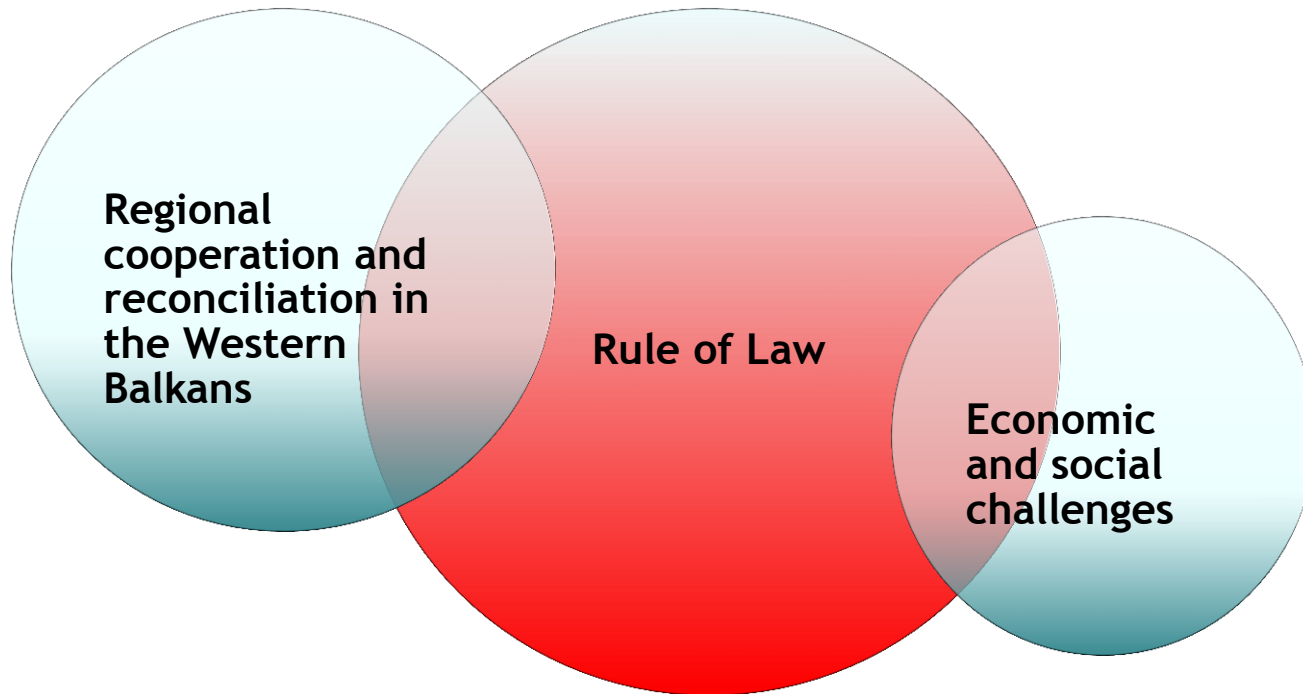 Regional
cooperation and
reconciliation in
the Western
Balkans
Rule of Law
Economic
and social
challenges